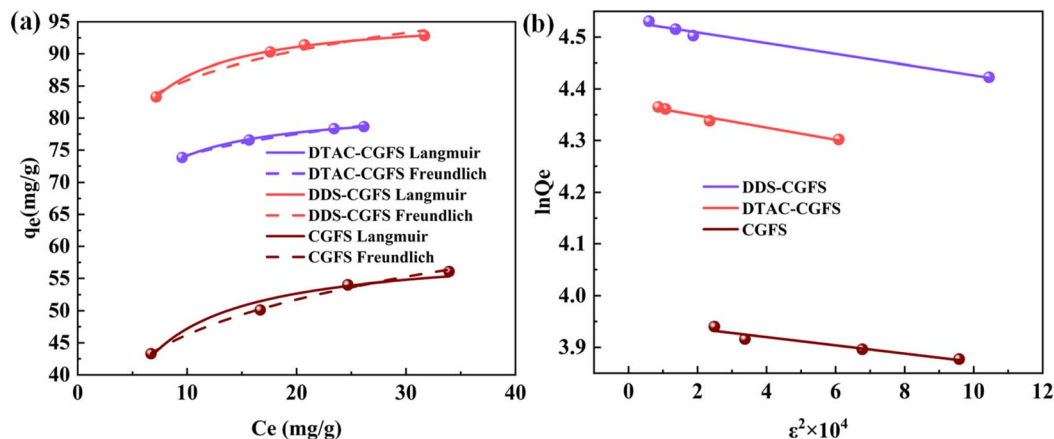 (a)
95
90
85
80
75
70
65
60
55
50
45
40
qe(mg/g)
DTAC-CGFS Langmuir
DTAC-CGFS Freundlich
DDS-CGFS Langmuir
DDS-CGFS Freundlich
CGFS Langmuir
CGFS Freundlich
0 10 20 30 40
Ce (mg/g)
(b)
4.5
4.4
4.3
4.2
4.1
4.0
3.9
lnQe
DDS-CGFS
DTAC-CGFS
CGFS
0 2 4 6 8 10 12
ε²×10⁴